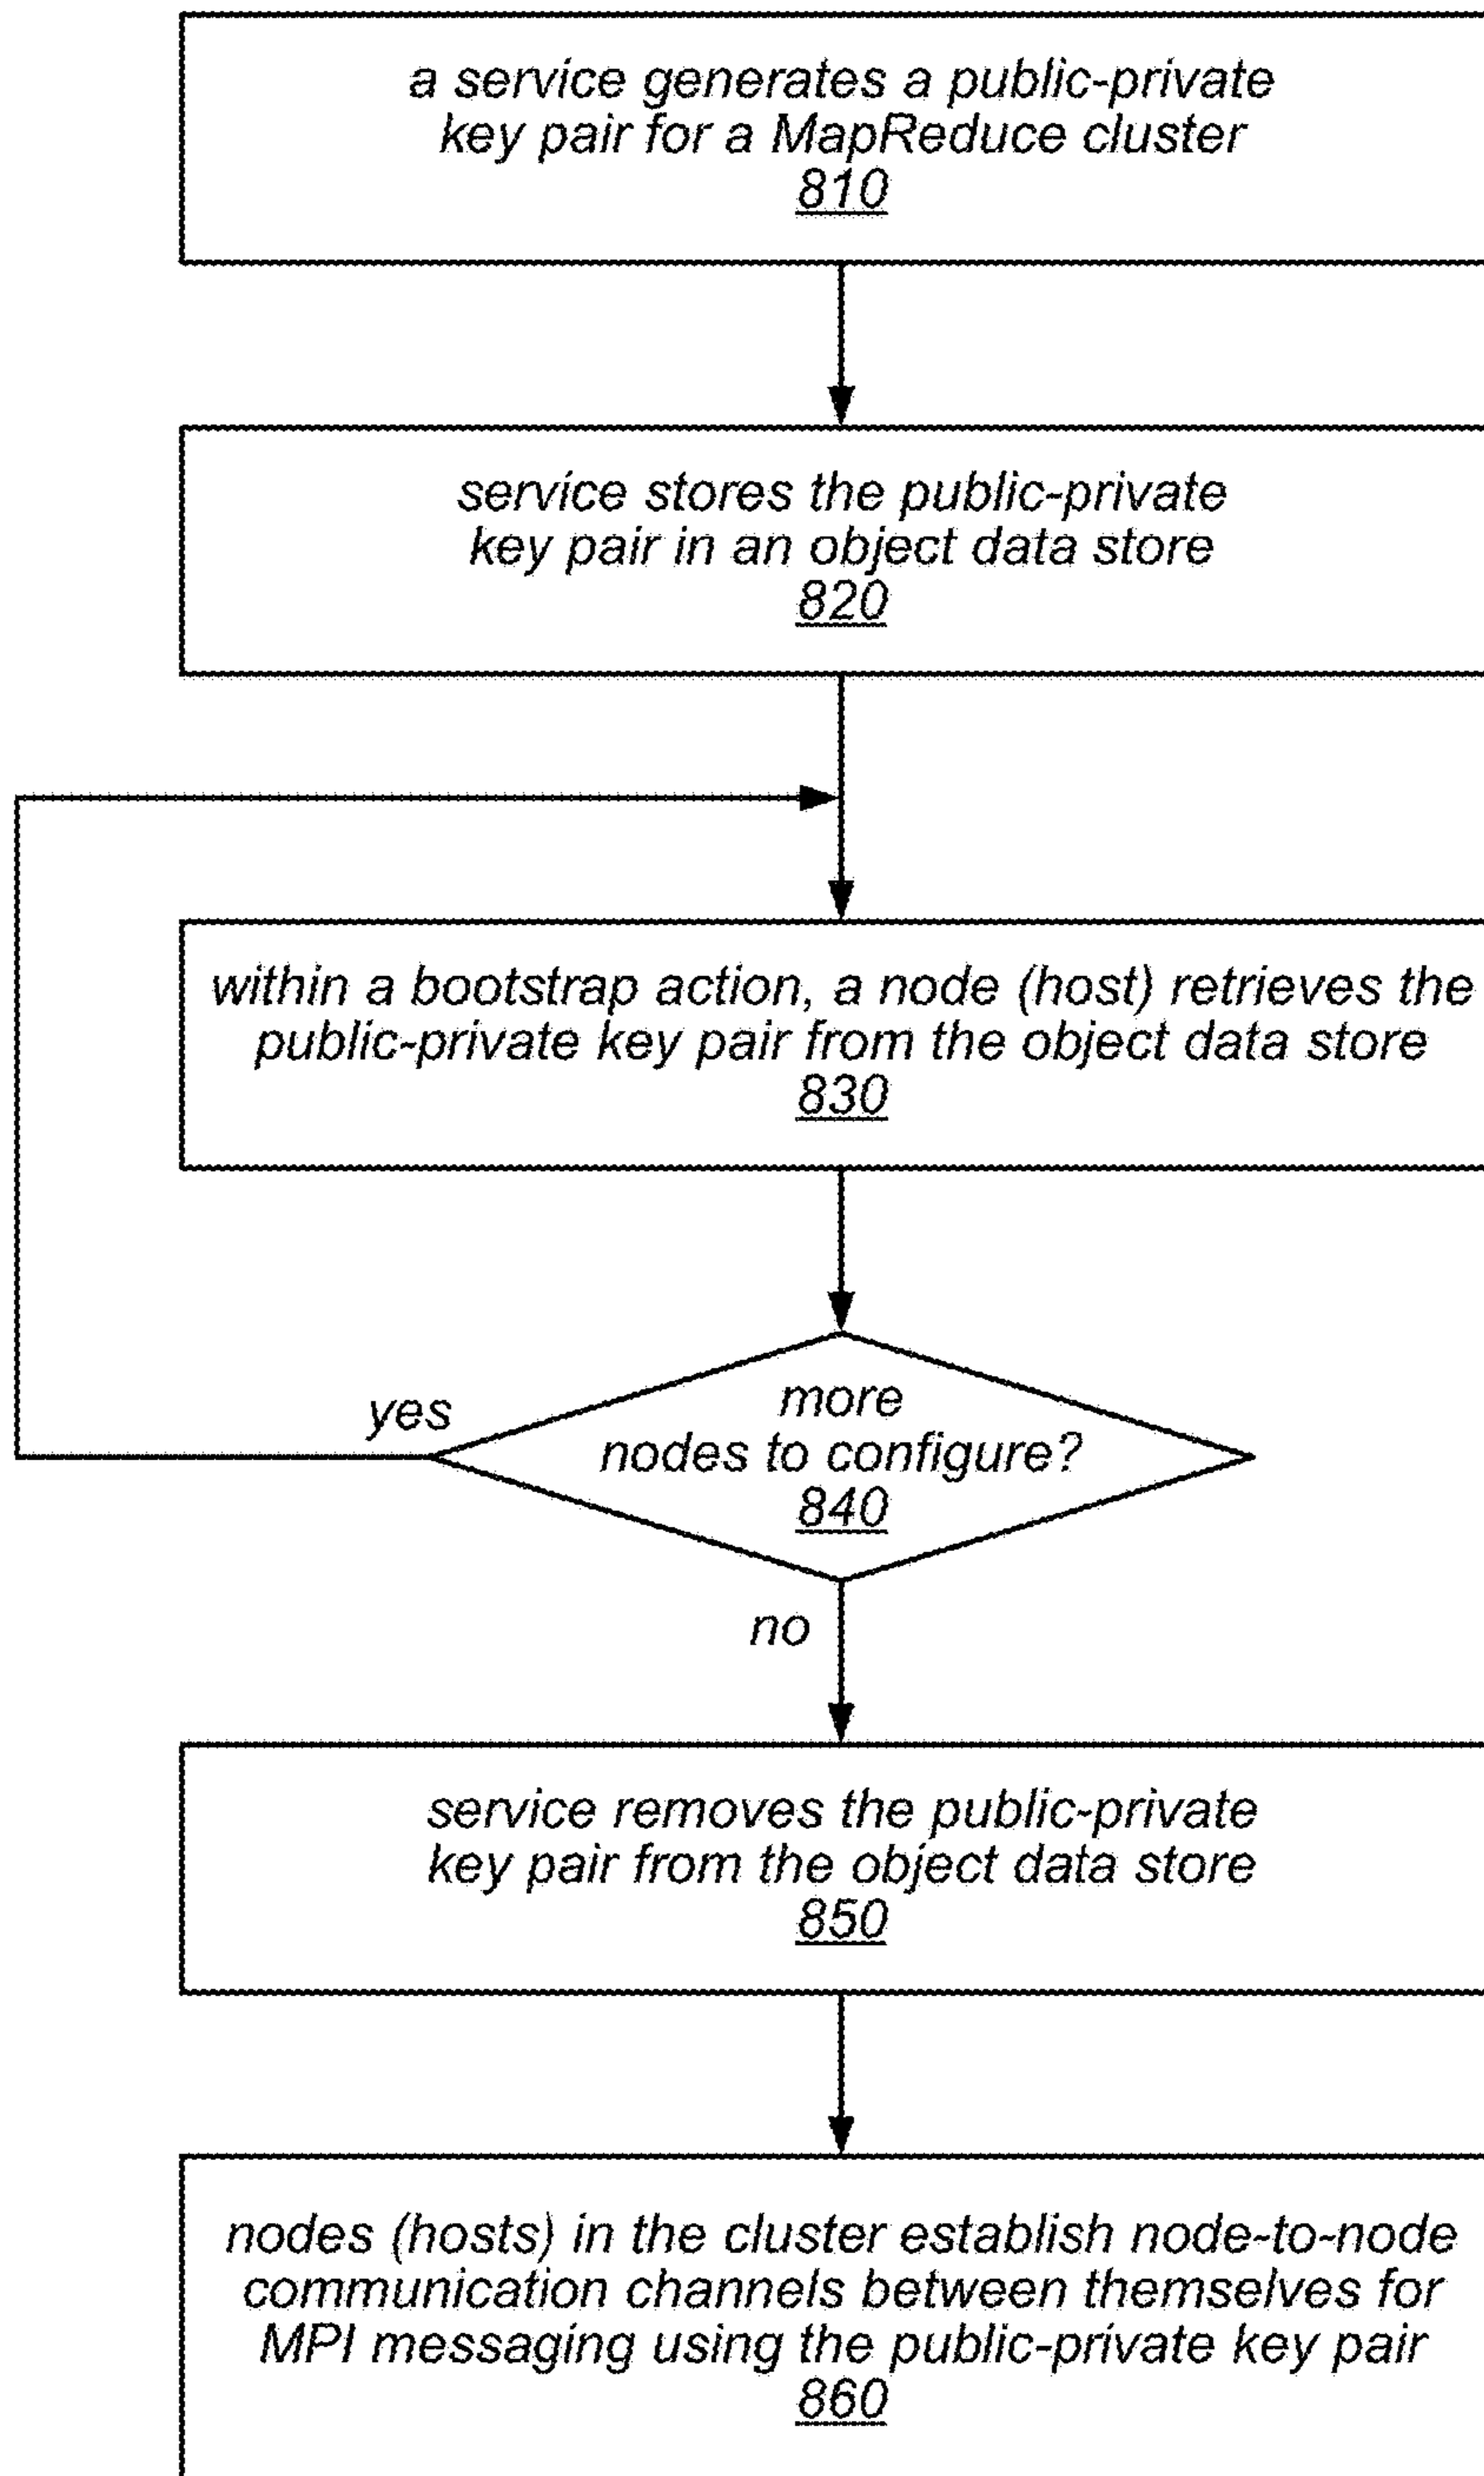 a service generates a public-private
key pair for a MapReduce cluster
810
service stores the public-private
key pair in an object data store
820
within a bootstrap action, a node (host) retrieves the
public-private key pair from the object data store
830
yes
more
nodes to configure?
840
no
service removes the public-private
key pair from the object data store
850
nodes (hosts) in the cluster establish node-to-node
communication channels between themselves for
MPI messaging using the public-private key pair
860